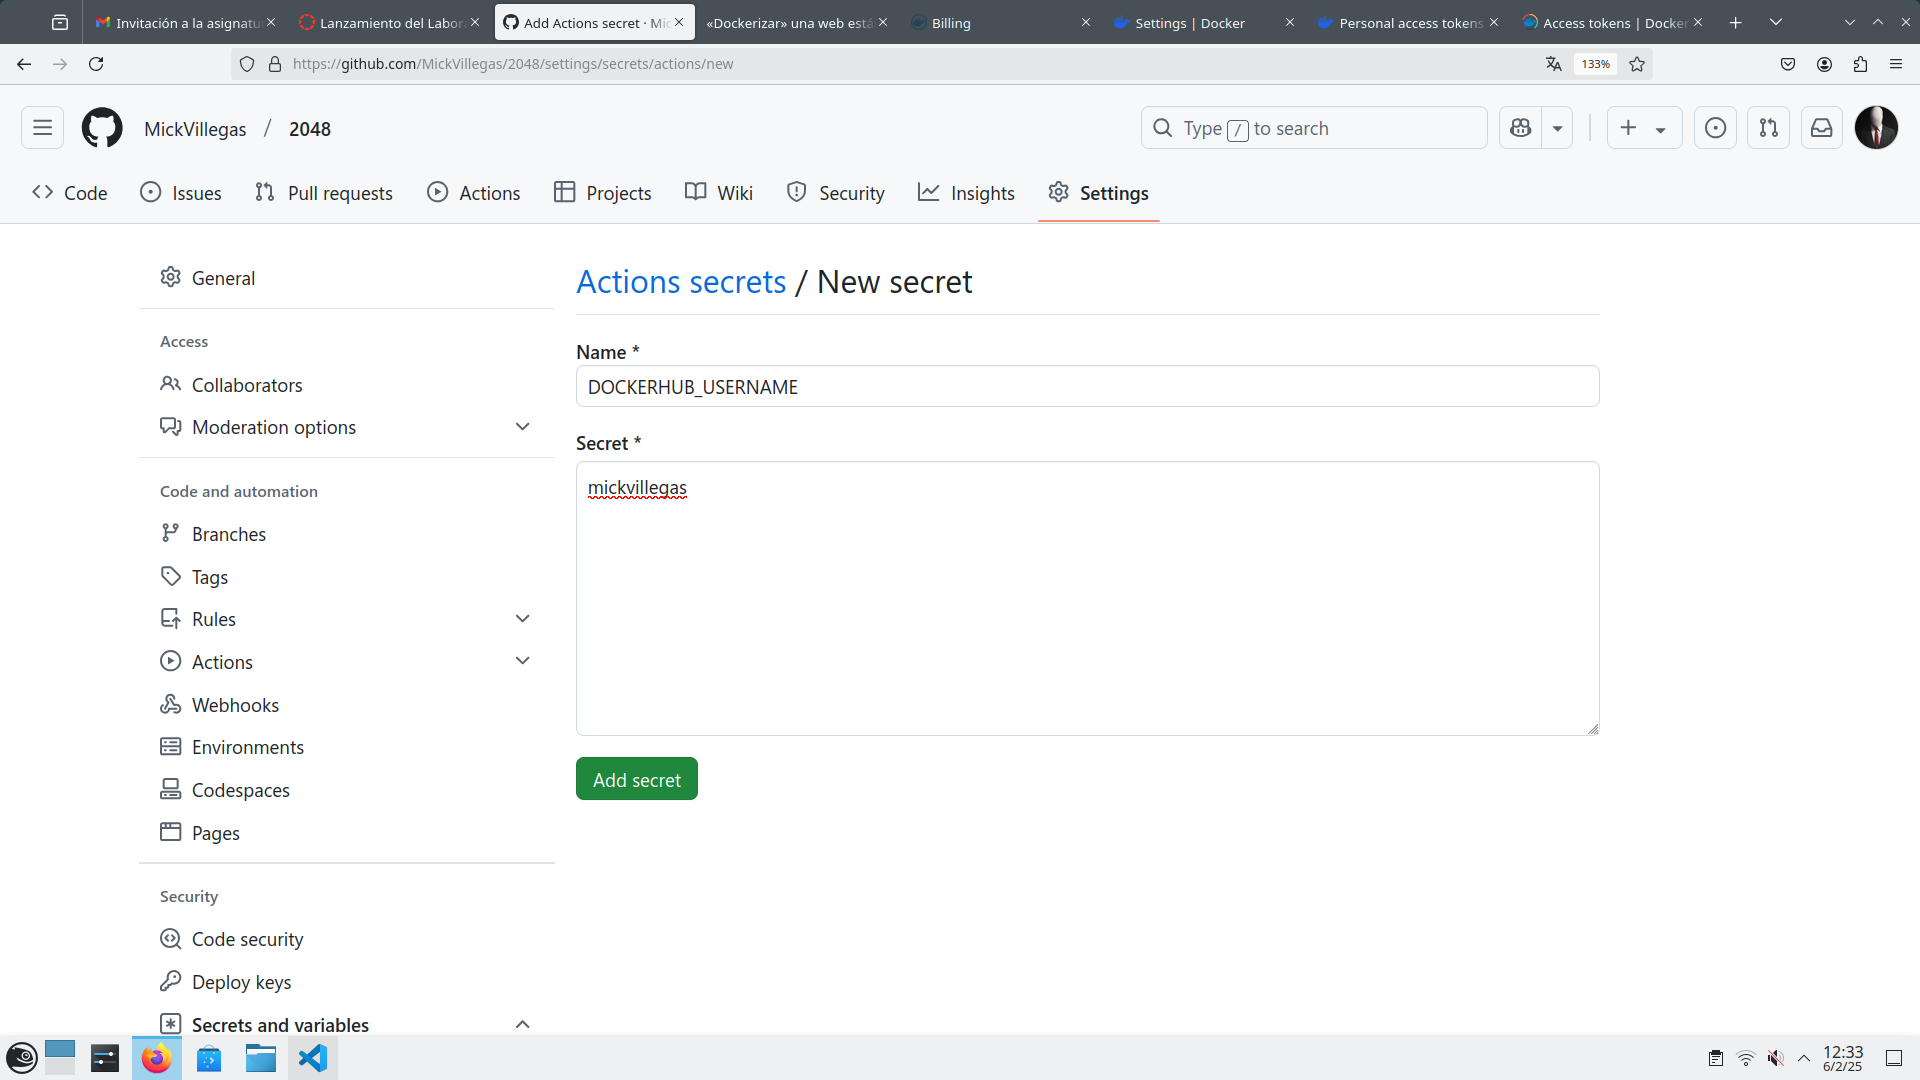 Invitación a la asignatu
Lanzamiento del Labora
Add Actions secret · Mic
«Dockerizar» una web está
Billing
Settings | Docker
Personal access tokens
Access tokens | Docker
https://github.com/MickVillegas/2048/settings/secrets/actions/new
133%
MickVillegas / 2048
Type / to search
Code
Issues
Pull requests
Actions
Projects
Wiki
Security
Insights
Settings
General
Access
Collaborators
Moderation options
Code and automation
Branches
Tags
Rules
Actions
Webhooks
Environments
Codespaces
Pages
Security
Code security
Deploy keys
Secrets and variables
Actions secrets / New secret
Name *
DOCKERHUB_USERNAME
Secret *
mickvillegas
Add secret
12:33
6/2/25